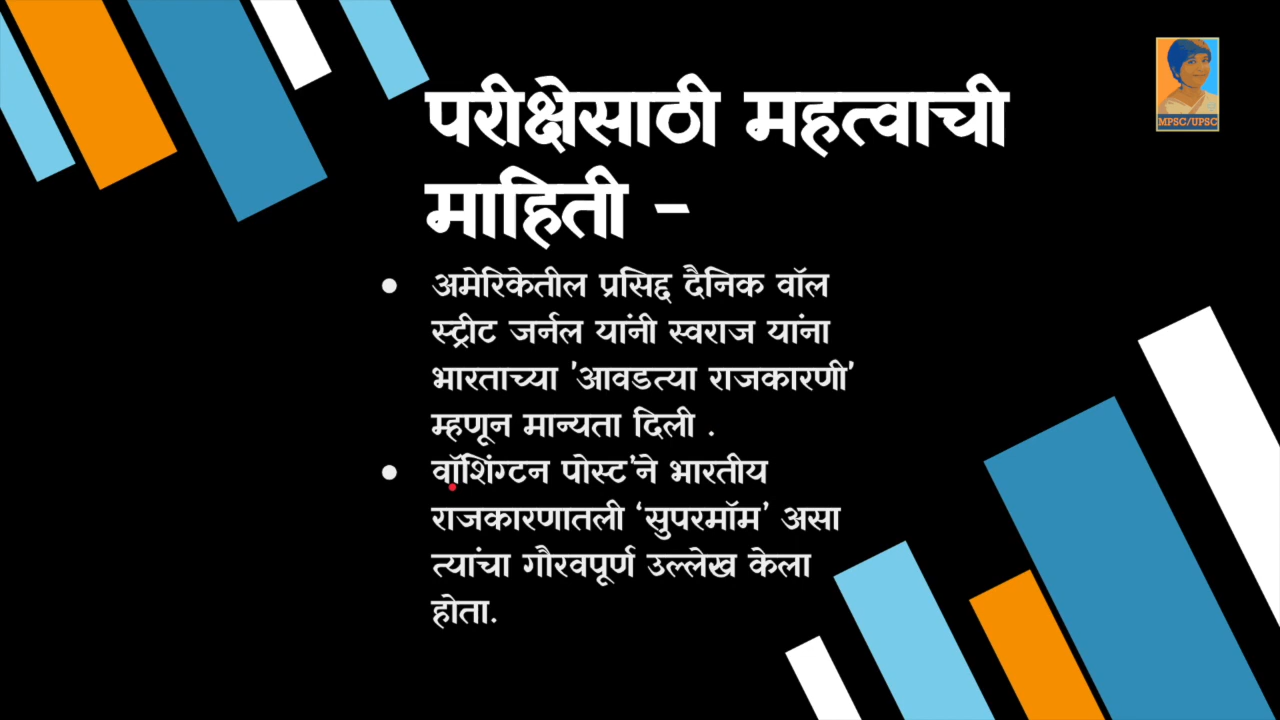 परीक्षेसाठी महत्वाची
माहिती -
MPSC/UPSC
● अमेरिकेतील प्रसिद्द दैनिक वॉल
स्ट्रीट जर्नल यांनी स्वराज यांना
भारताच्या 'आवडत्या राजकारणी'
म्हणून मान्यता दिली .
● वॉशिंग्टन पोस्ट'ने भारतीय
राजकारणातली ‘सुपरमॉम’ असा
त्यांचा गौरवपूर्ण उल्लेख केला
होता.